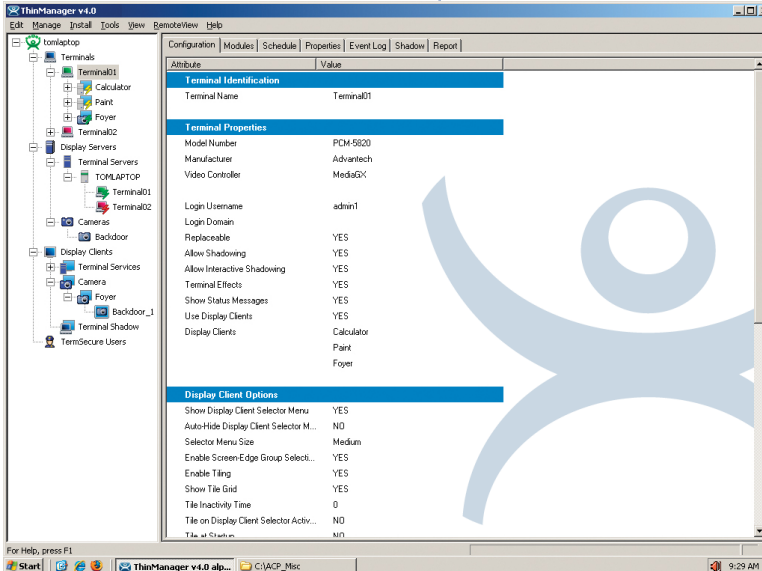 ThinManager v4.0
Edit Manage Install Tools View RemoteView Help
tomlaptop
Terminals
Terminal01
Calculator
Paint
Foyer
Terminal02
Display Servers
Terminal Servers
TOMLAPTOP
Terminal01
Terminal02
Cameras
Backdoor
Display Clients
Terminal Services
Camera
Foyer
Backdoor_1
Terminal Shadow
TermSecure Users
Configuration Modules Schedule Properties Event Log Shadow Report
Attribute Value
Terminal Identification
Terminal Name Terminal01
Terminal Properties
Model Number PCM-5820
Manufacturer Advantech
Video Controller MediaGX
Login Username admin1
Login Domain
Replaceable YES
Allow Shadowing YES
Allow Interactive Shadowing YES
Terminal Effects YES
Show Status Messages YES
Use Display Clients YES
Display Clients Calculator
Paint
Foyer
Display Client Options
Show Display Client Selector Menu YES
Auto-Hide Display Client Selector M... NO
Selector Menu Size Medium
Enable Screen-Edge Group Selecti... YES
Enable Tiling YES
Show Tile Grid YES
Tile Inactivity Time 0
Tile on Display Client Selector Activ... NO
Tile at Startup NO
For Help, press F1
Start ThinManager v4.0 alp... C:\ACP_Misc 9:29 AM